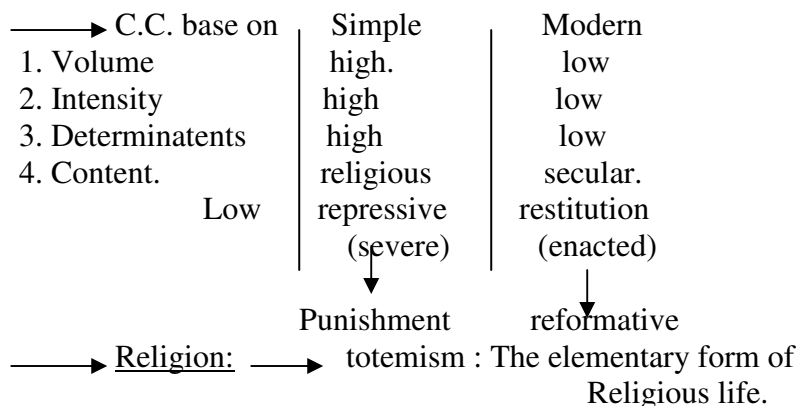 C.C. base on Simple Modern
1. Volume high. low
2. Intensity high low
3. Determinatents high low
4. Content. religious secular.
Low repressive restitution
(severe) (enacted)
Punishment reformative
Religion: totemism : The elementary form of
Religious life.